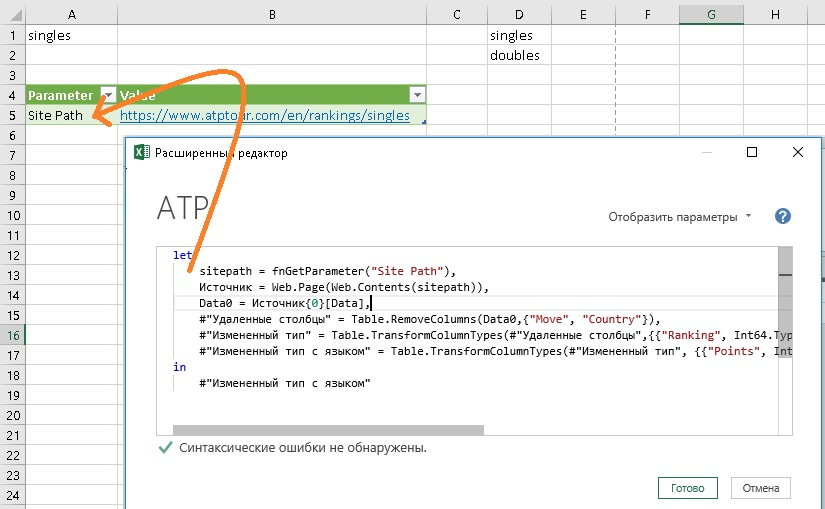 A B C D E F G H
1 singles singles
2 doubles
3
4 Parameter Value
5 Site Path https://www.atptour.com/en/rankings/singles
6
7
8
9
10
11
12
13
14
15
16
17
18
19
20
21
22
23
24
Расширенный редактор
ATP
Отобразить параметры ?
let
sitepath = fnGetParameter("Site Path"),
Источник = Web.Page(Web.Contents(sitepath)),
Data0 = Источник{0}[Data],
#"Удаленные столбцы" = Table.RemoveColumns(Data0,{"Move", "Country"}),
#"Измененный тип" = Table.TransformColumnTypes(#"Удаленные столбцы",{{"Ranking", Int64.Typ
#"Измененный тип с языком" = Table.TransformColumnTypes(#"Измененный тип", {{"Points", Int
in
#"Измененный тип с языком"
Синтаксические ошибки не обнаружены.
Готово Отмена